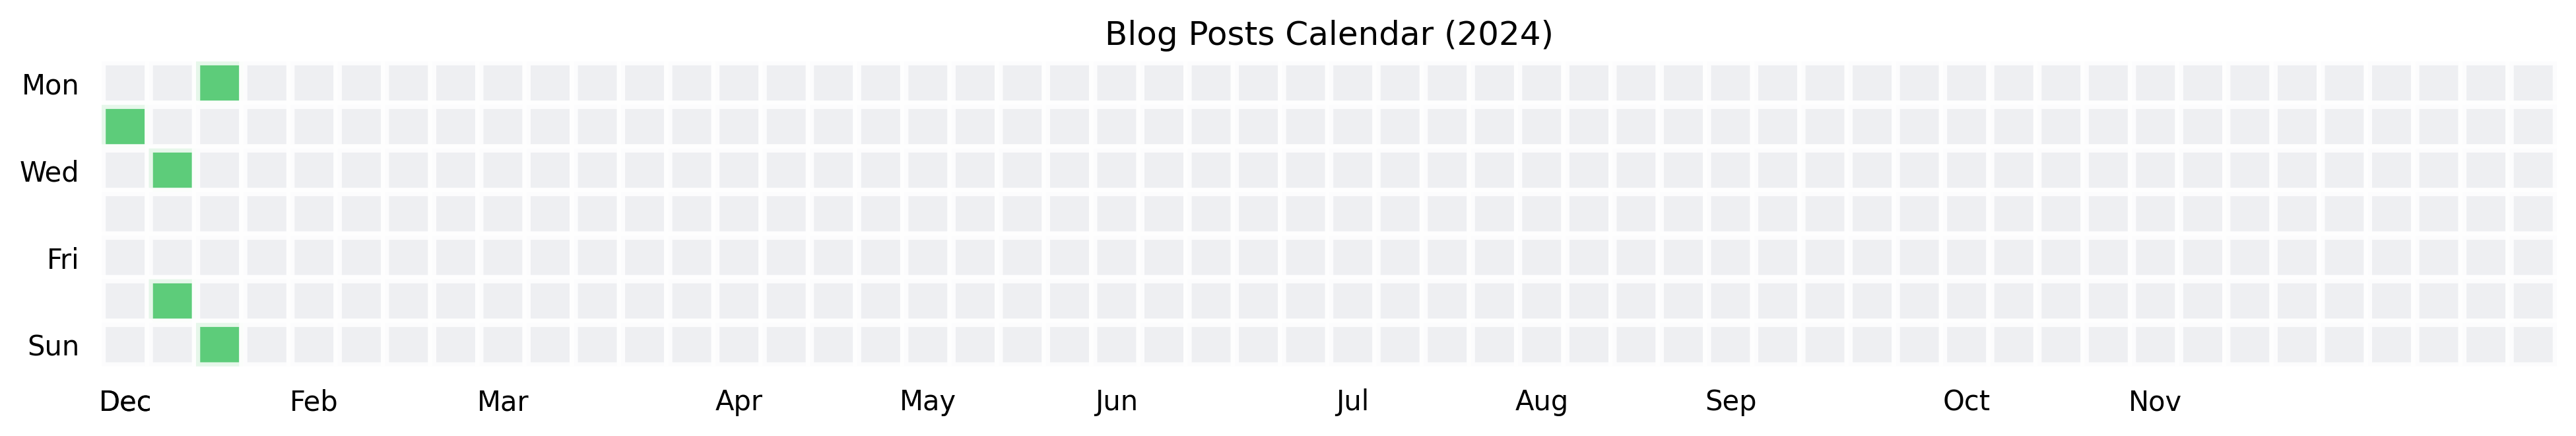 Blog Posts Calendar (2024)
Mon
Wed
Fri
Sun
Dec Feb Mar Apr May Jun Jul Aug Sep Oct Nov